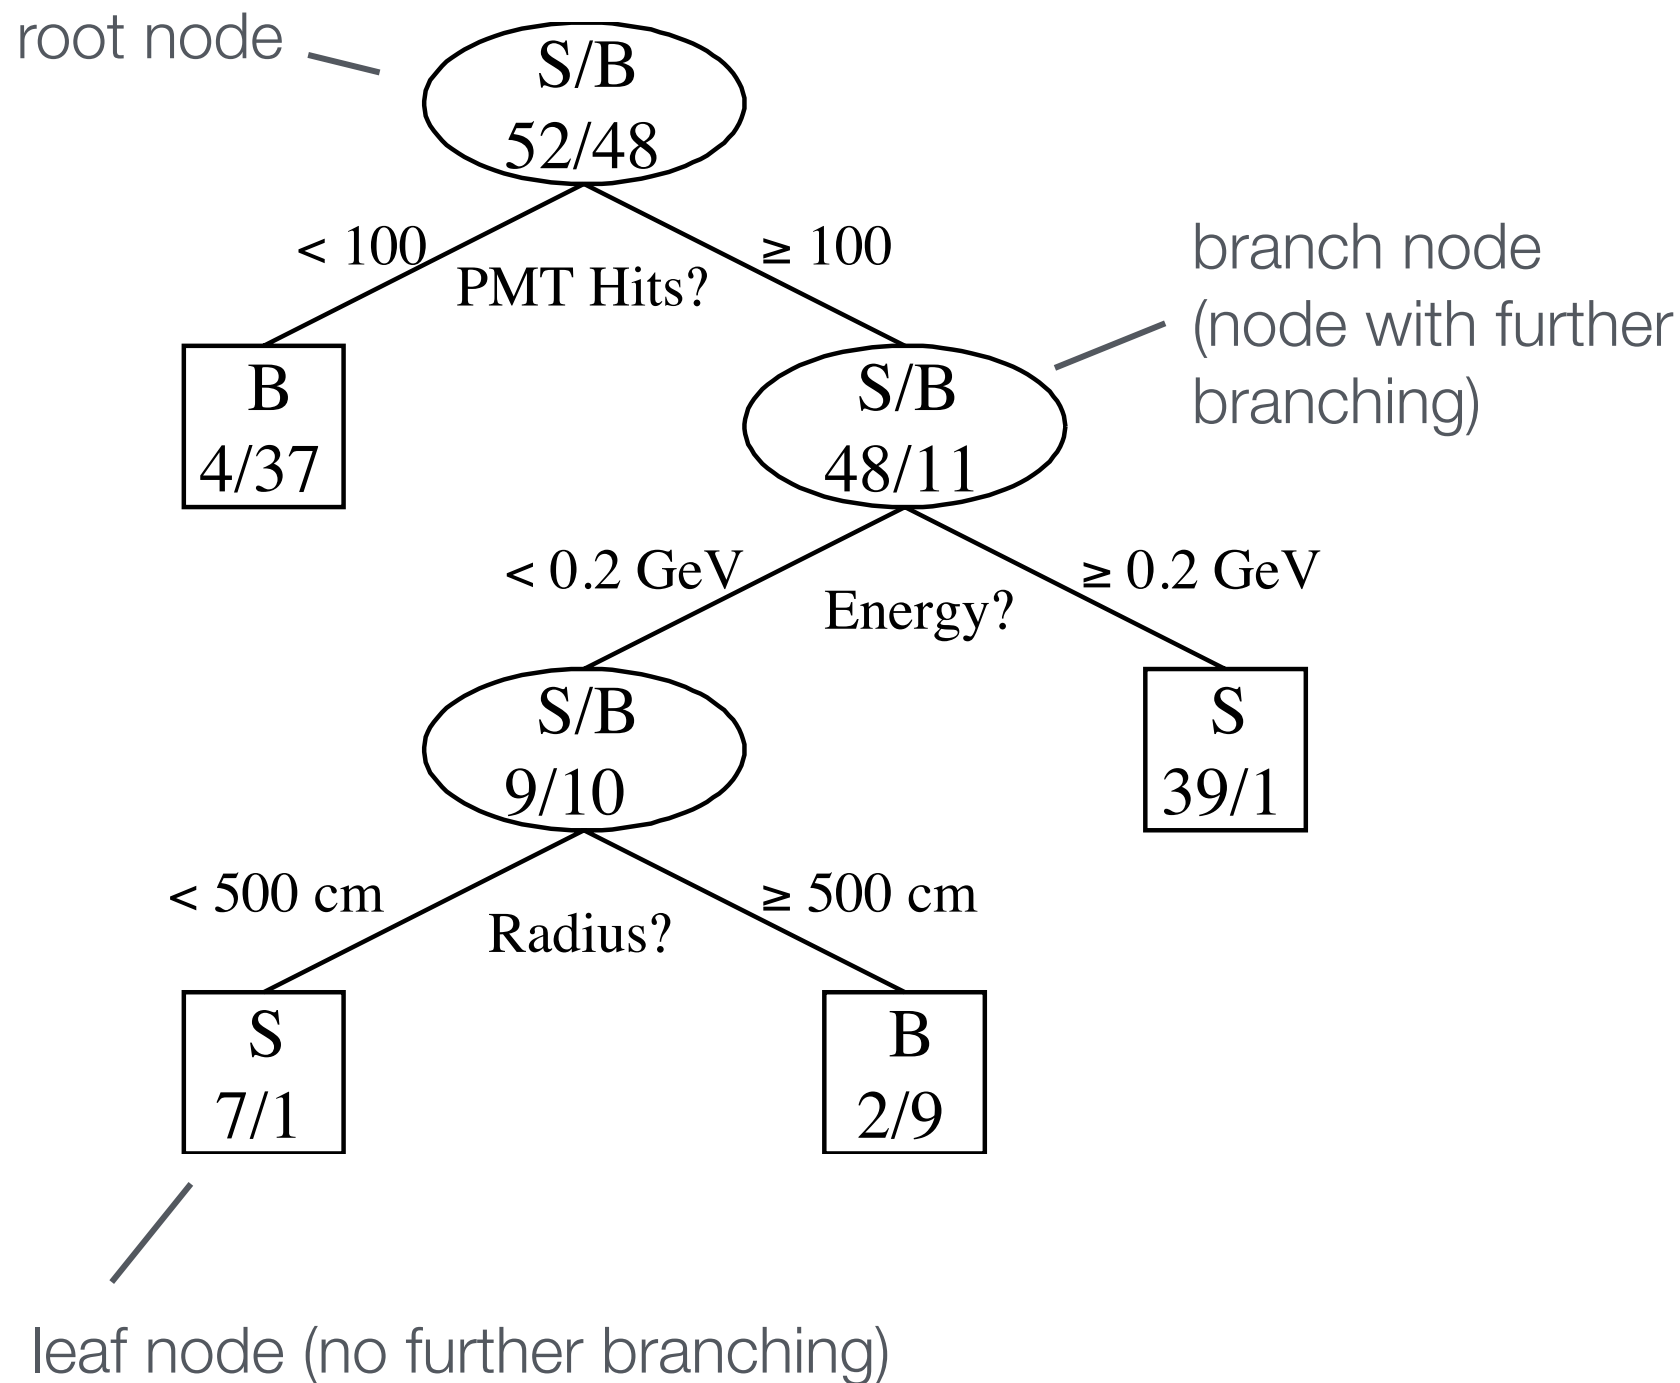 root node
S/B
52/48
< 100
≥ 100
PMT Hits?
branch node
(node with further
branching)
B
4/37
S/B
48/11
< 0.2 GeV
≥ 0.2 GeV
Energy?
S/B
9/10
S
39/1
< 500 cm
≥ 500 cm
Radius?
S
7/1
B
2/9
leaf node (no further branching)